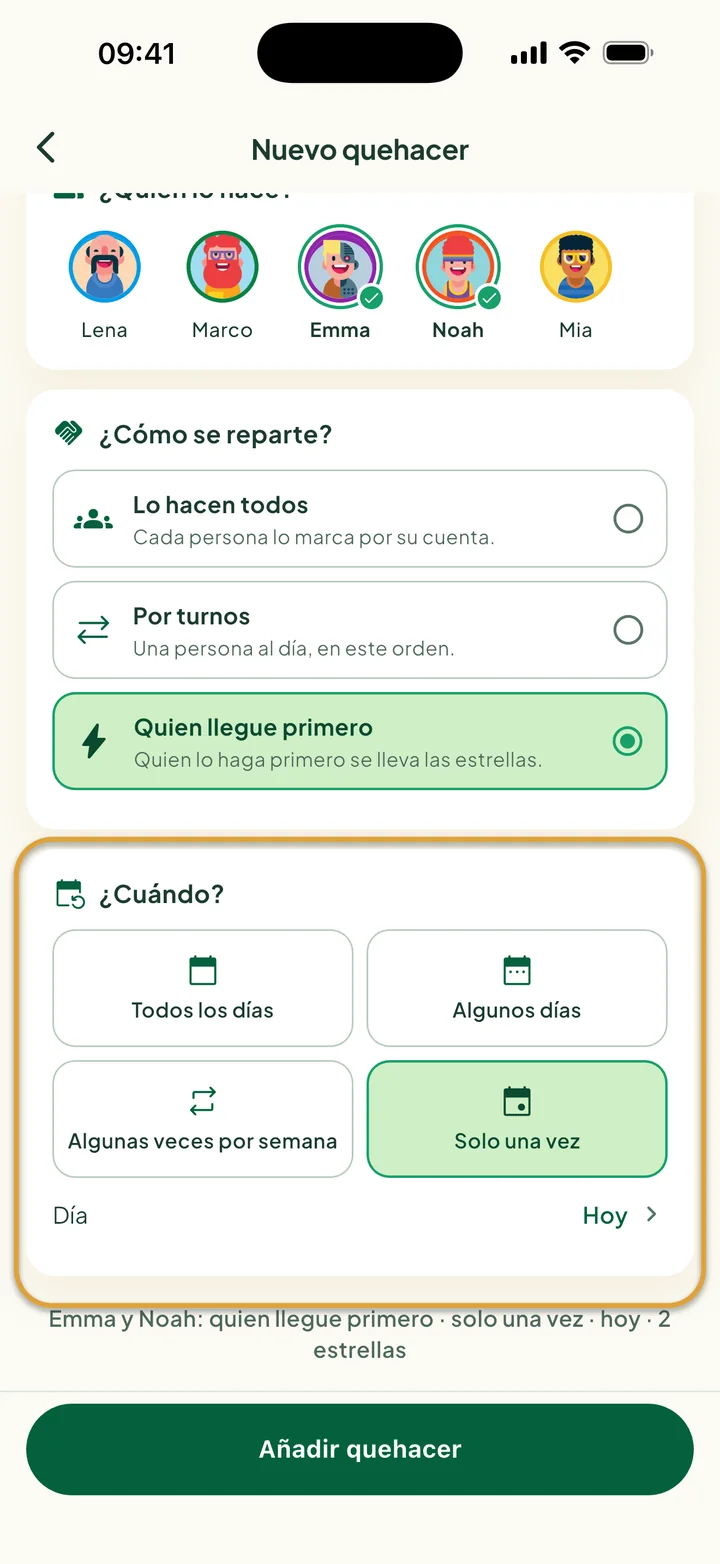 09:41
Nuevo quehacer
¿Quién lo hace?
Lena
Marco
Emma
Noah
Mia
¿Cómo se reparte?
Lo hacen todos
Cada persona lo marca por su cuenta.
Por turnos
Una persona al día, en este orden.
Quien llegue primero
Quien lo haga primero se lleva las estrellas.
¿Cuándo?
Todos los días
Algunos días
Algunas veces por semana
Solo una vez
Día
Hoy
Emma y Noah: quien llegue primero · solo una vez · hoy · 2
estrellas
Añadir quehacer